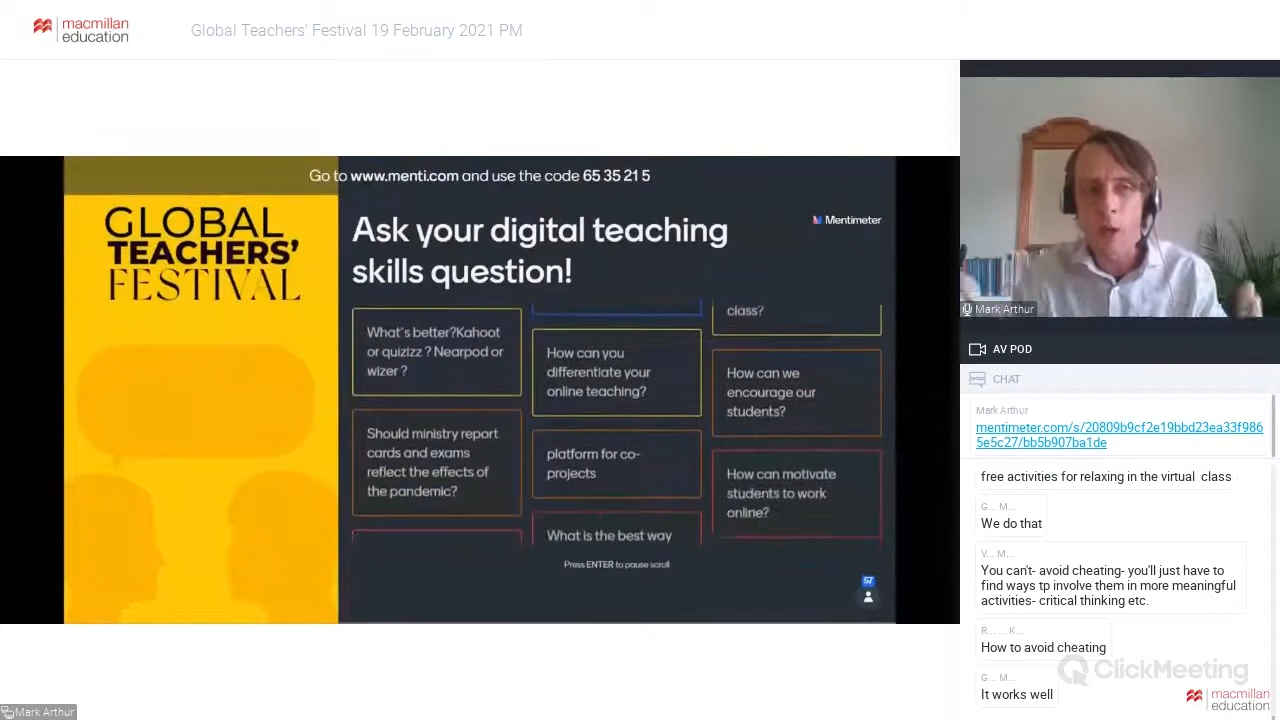 macmillan
education
Global Teachers' Festival 19 February 2021 PM
Go to www.menti.com and use the code 65 35 21 5
GLOBAL
TEACHERS'
FESTIVAL
Ask your digital teaching
skills question!
Mentimeter
What's better?Kahoot
or quizizz ? Nearpod or
wizer ?
Should ministry report
cards and exams
reflect the effects of
the pandemic?
How can you
differentiate your
online teaching?
platform for co-
projects
What is the best way
class?
How can we
encourage our
students?
How can motivate
students to work
online?
Press ENTER to pause scroll
57
Mark Arthur
AV POD
CHAT
Mark Arthur
mentimeter.com/s/20809b9cf2e19bbd23ea33f986
5e5c27/bb5b907ba1de
free activities for relaxing in the virtual class
G... M...
We do that
V... M...
You can't- avoid cheating- you'll just have to
find ways tp involve them in more meaningful
activities- critical thinking etc.
R... ... K...
How to avoid cheating
G... M...
It works well
ClickMeeting
macmillan
education
Mark Arthur